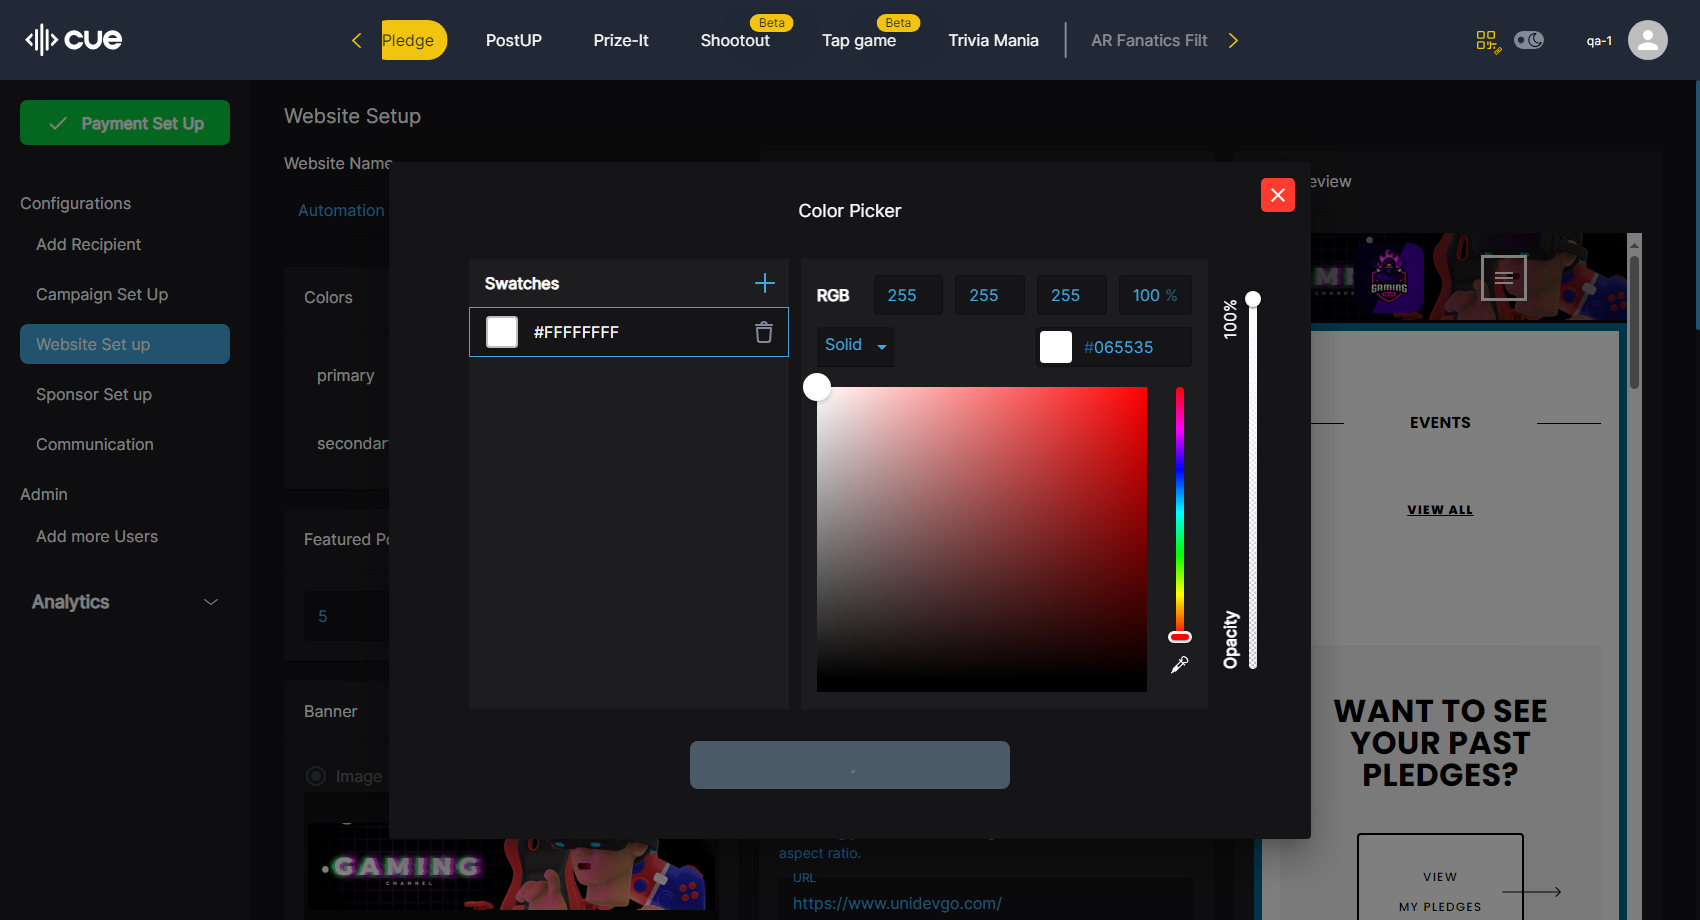 cue
Pledge
PostUP
Prize-It
Shootout
Beta
Tap game
Beta
Trivia Mania
AR Fanatics Filt
qa-1
Payment Set Up
Configurations
Add Recipient
Campaign Set Up
Website Set up
Sponsor Set up
Communication
Admin
Add more Users
Analytics
Website Setup
Website Name
Automation
Colors
primary
secondar
Featured Po
5
Banner
Image
GAMING
CHANNEL
Color Picker
Swatches
#FFFFFFFF
RGB 255 255 255 100 %
Solid
#065535
100%
Opacity
aspect ratio.
URL
https://www.unidevgo.com/
eview
GAMING
EVENTS
VIEW ALL
WANT TO SEE
YOUR PAST
PLEDGES?
VIEW
MY PLEDGES